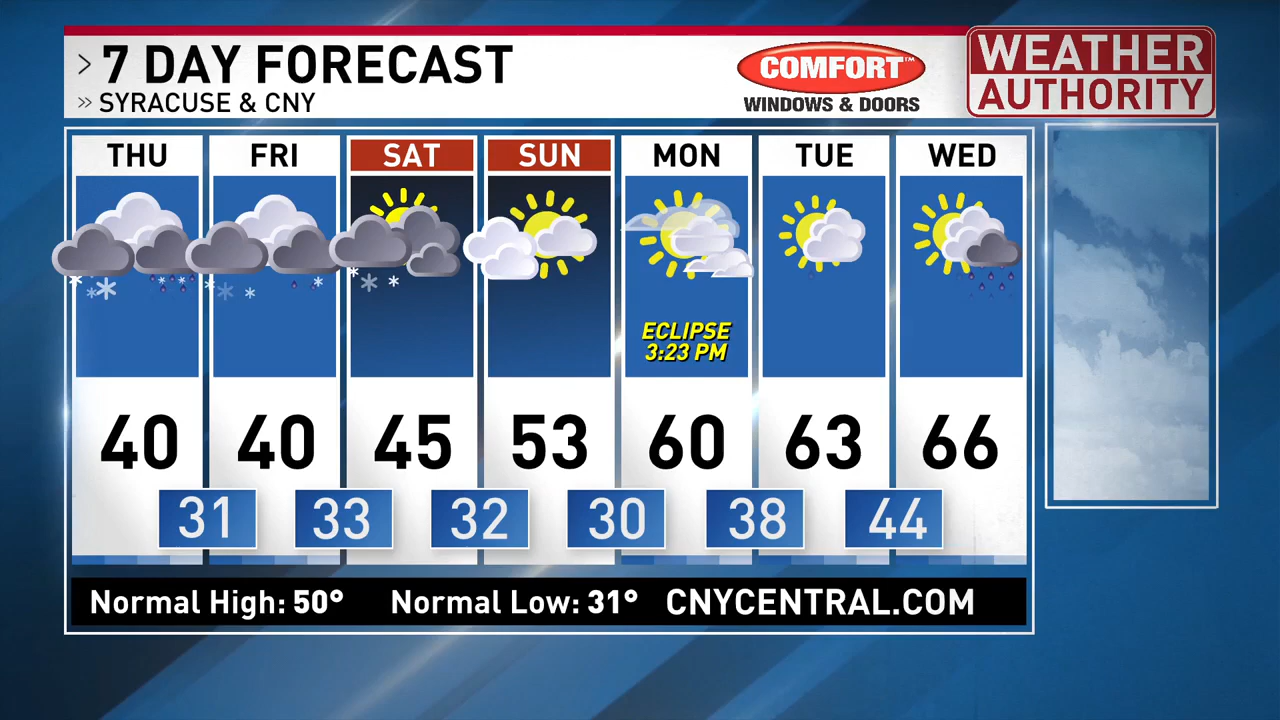 > 7 DAY FORECAST
» SYRACUSE & CNY
COMFORT™
WINDOWS & DOORS
WEATHER
AUTHORITY
THU FRI SAT SUN MON TUE WED
ECLIPSE
3:23 PM
40 40 45 53 60 63 66
31 33 32 30 38 44
Normal High: 50° Normal Low: 31° CNYCENTRAL.COM